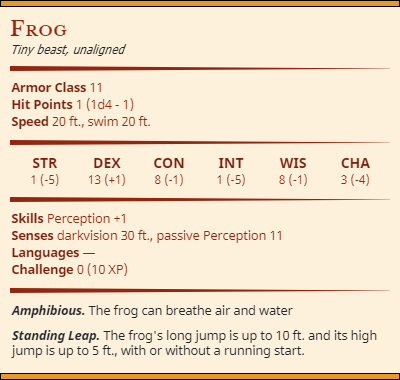 Frog
Tiny beast, unaligned
Armor Class 11
Hit Points 1 (1d4 - 1)
Speed 20 ft., swim 20 ft.
STR DEX CON INT WIS CHA
1 (-5) 13 (+1) 8 (-1) 1 (-5) 8 (-1) 3 (-4)
Skills Perception +1
Senses darkvision 30 ft., passive Perception 11
Languages —
Challenge 0 (10 XP)
Amphibious. The frog can breathe air and water
Standing Leap. The frog's long jump is up to 10 ft. and its high
jump is up to 5 ft., with or without a running start.